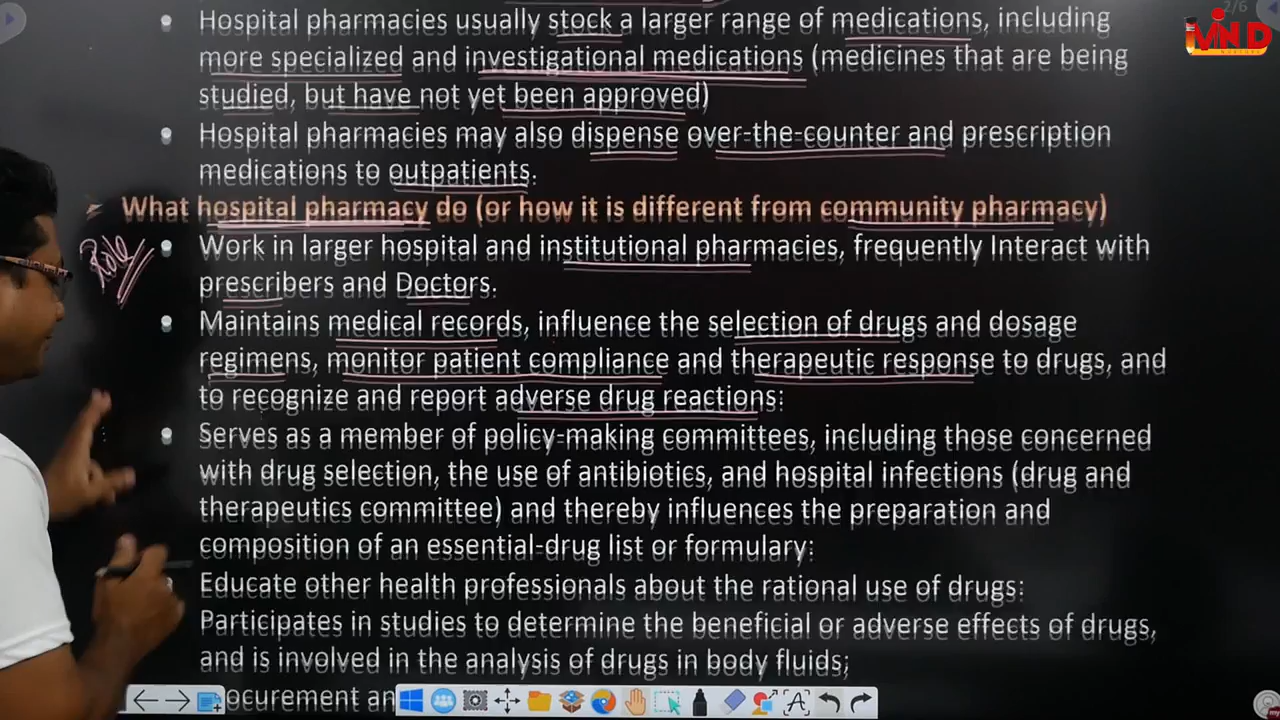 Hospital pharmacies usually stock a larger range of medications, including
more specialized and investigational medications (medicines that are being
studied, but have not yet been approved)
Hospital pharmacies may also dispense over-the-counter and prescription
medications to outpatients.
What hospital pharmacy do (or how it is different from community pharmacy)
Role
Work in larger hospital and institutional pharmacies, frequently Interact with
prescribers and Doctors.
Maintains medical records, influence the selection of drugs and dosage
regimens, monitor patient compliance and therapeutic response to drugs, and
to recognize and report adverse drug reactions:
Serves as a member of policy-making committees, including those concerned
with drug selection, the use of antibiotics, and hospital infections (drug and
therapeutics committee) and thereby influences the preparation and
composition of an essential-drug list or formulary:
Educate other health professionals about the rational use of drugs:
Participates in studies to determine the beneficial or adverse effects of drugs,
and is involved in the analysis of drugs in body fluids;
ocurement an
2/6
MIND